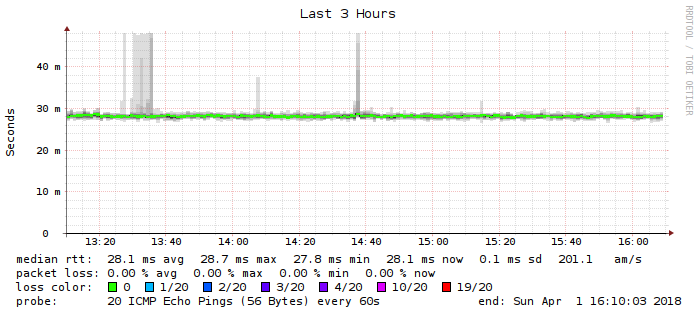 Last 3 Hours
RRDTOOL / TOBI OETIKER
Seconds
40 m
30 m
20 m
10 m
0
13:20 13:40 14:00 14:20 14:40 15:00 15:20 15:40 16:00
median rtt: 28.1 ms avg 28.7 ms max 27.8 ms min 28.1 ms now 0.1 ms sd 201.1 am/s
packet loss: 0.00 % avg 0.00 % max 0.00 % min 0.00 % now
loss color: 0 1/20 2/20 3/20 4/20 10/20 19/20
probe: 20 ICMP Echo Pings (56 Bytes) every 60s end: Sun Apr 1 16:10:03 2018